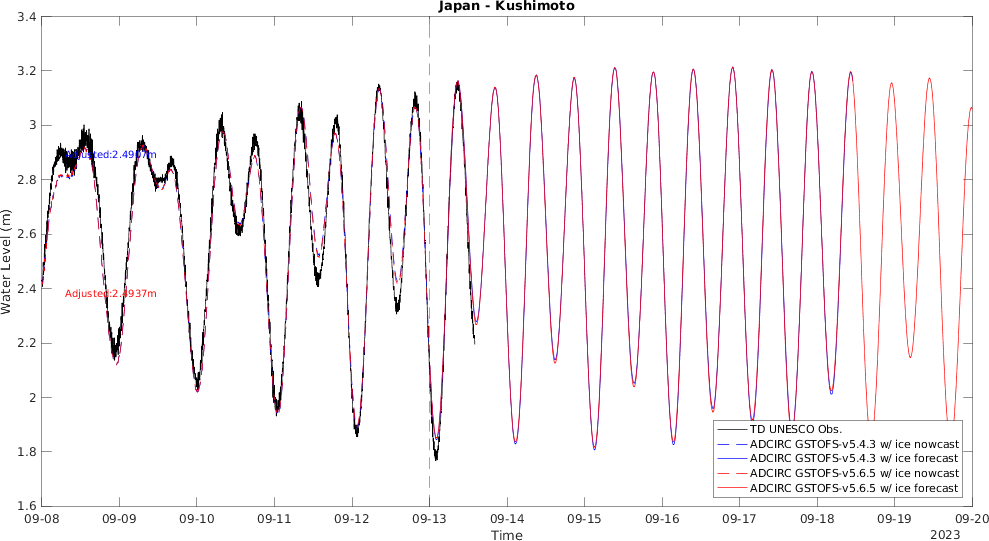 Japan - Kushimoto
3.4
3.2
3
2.8
2.6
2.4
2.2
2
1.8
1.6
Water Level (m)
Adjusted:2.4937m
TD UNESCO Obs.
ADCIRC GSTOFS-v5.4.3 w/ ice nowcast
ADCIRC GSTOFS-v5.4.3 w/ ice forecast
ADCIRC GSTOFS-v5.6.5 w/ ice nowcast
ADCIRC GSTOFS-v5.6.5 w/ ice forecast
09-08 09-09 09-10 09-11 09-12 09-13 09-14 09-15 09-16 09-17 09-18 09-19 09-20
Time
2023